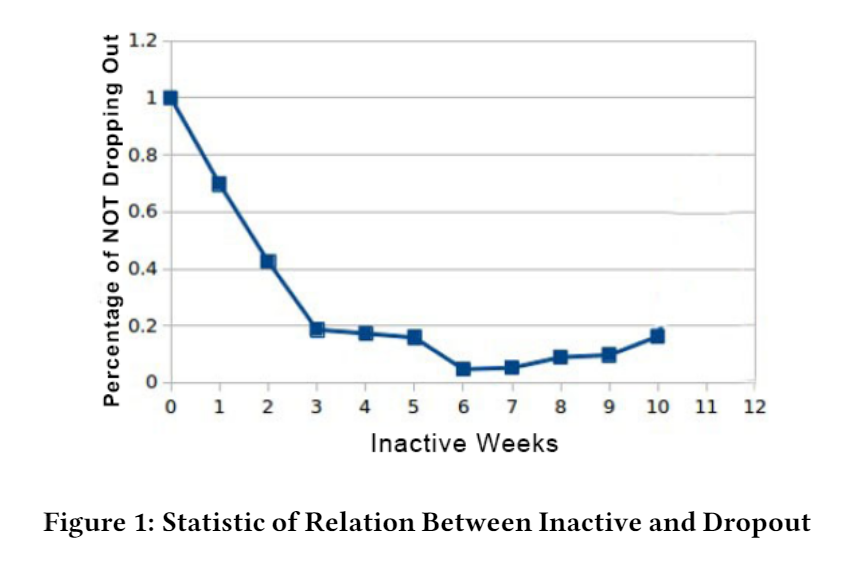 Percentage of NOT Dropping Out
1.2
1
0.8
0.6
0.4
0.2
0
0 1 2 3 4 5 6 7 8 9 10 11 12
Inactive Weeks
Figure 1: Statistic of Relation Between Inactive and Dropout